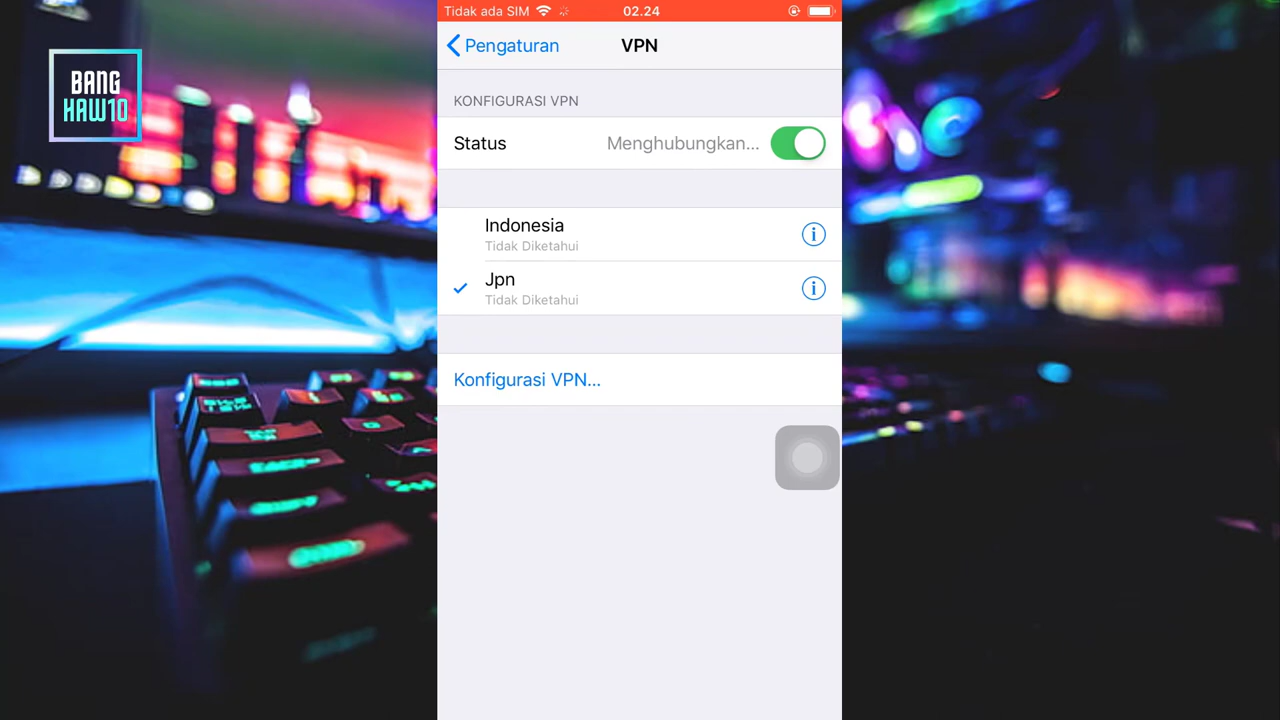 BANG
HAW10
Tidak ada SIM
02.24
Pengaturan
VPN
KONFIGURASI VPN
Status
Menghubungkan...
Indonesia
Tidak Diketahui
Jpn
Tidak Diketahui
Konfigurasi VPN...